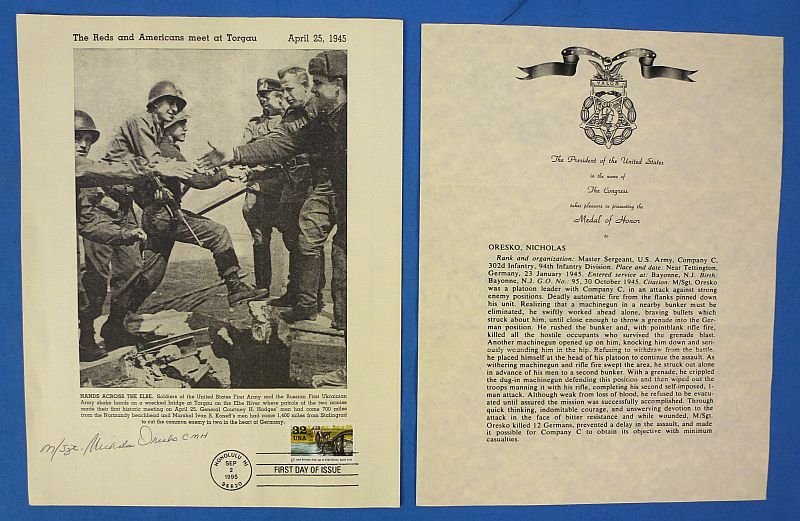 The Reds and Americans meet at Torgau April 25, 1945
HANDS ACROSS THE ELBE. Soldiers of the United States First Army and the Russian First Ukrainian
Army shake hands on a wrecked bridge at Torgau on the Elbe River where patrols of the two armies
made their first historic meeting on April 25. General Courtney H. Hodges' men had come 700 miles
from the Normandy beachhead and Marshal Ivan S. Koneff's men had come 1,400 miles from Stalingrad
to cut the common enemy in two in the heart of Germany.
M/Sgt. Nicholas Oresko CMH
32
USA
HONOLULU HI
SEP
2
1995
FIRST DAY OF ISSUE
VALOR
The President of the United States
in the name of
The Congress
takes pleasure in presenting the
Medal of Honor
to
ORESKO, NICHOLAS
Rank and organization: Master Sergeant, U.S. Army, Company C,
302d Infantry, 94th Infantry Division. Place and date: Near Tettington,
Germany, 23 January 1945. Entered service at: Bayonne, N.J. Birth:
Bayonne, N.J. G.O. No.: 95, 30 October 1945. Citation: M/Sgt. Oresko
was a platoon leader with Company C, in an attack against strong
enemy positions. Deadly automatic fire from the flanks pinned down
his unit. Realizing that a machinegun in a nearby bunker must be
eliminated, he swiftly worked ahead alone, braving bullets which
struck about him, until close enough to throw a grenade into the Ger-
man position. He rushed the bunker and, with pointblank rifle fire,
killed all the hostile occupants who survived the grenade blast.
Another machinegun opened up on him, knocking him down and seri-
ously wounding him in the hip. Refusing to withdraw from the battle,
he placed himself at the head of his platoon to continue the assault. As
withering machinegun and rifle fire swept the area, he struck out alone
in advance of his men to a second bunker. With a grenade, he crippled
the dug-in machinegun defending this position and then wiped out the
troops manning it with his rifle, completing his second self-imposed, 1-
man attack. Although weak from loss of blood, he refused to be evacu-
ated until assured the mission was successfully accomplished. Through
quick thinking, indomitable courage, and unswerving devotion to the
attack in the face of bitter resistance and while wounded, M/Sgt.
Oresko killed 12 Germans, prevented a delay in the assault, and made
it possible for Company C to obtain its objective with minimum
casualties.